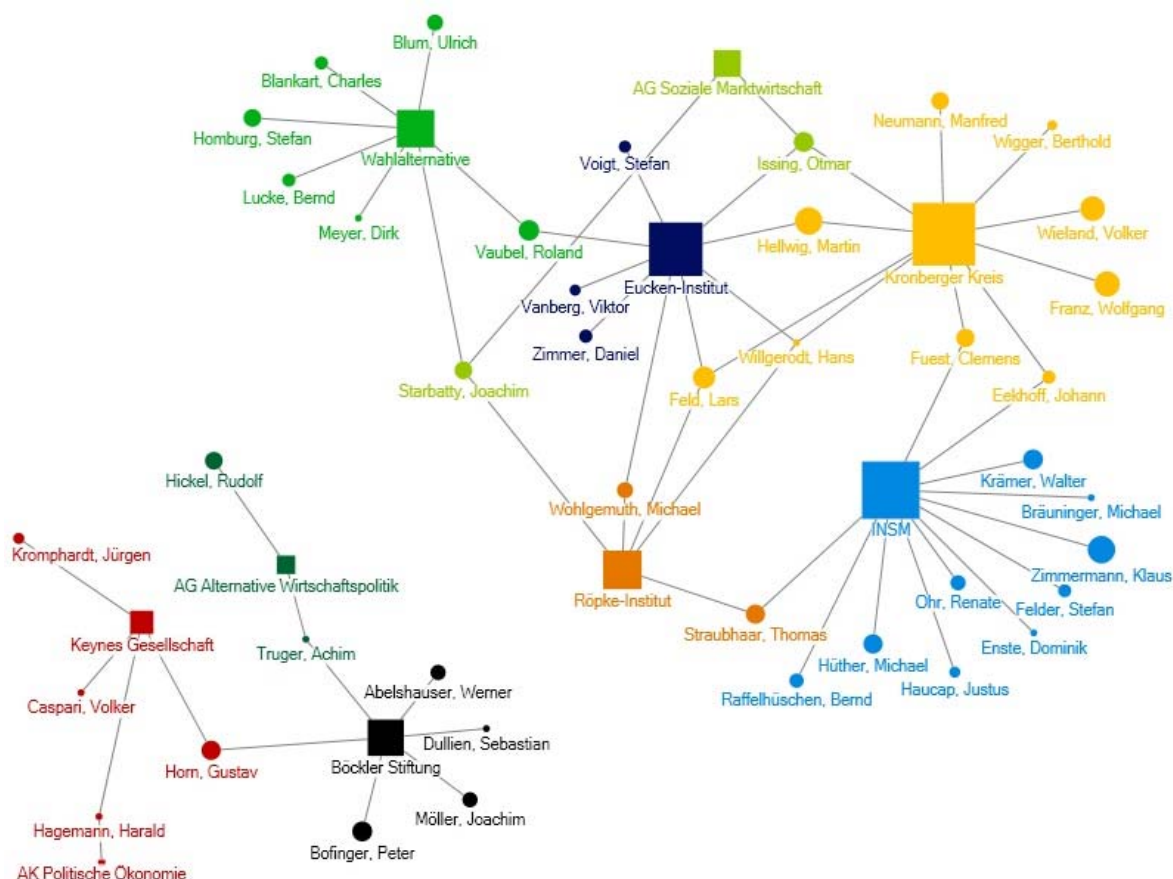 Blum, Ulrich
Blankart, Charles
AG Soziale Marktwirtschaft
Homburg, Stefan
Neumann, Manfred
Wigger, Berthold
Wahlalternative
Voigt, Stefan
Issing, Otmar
Lucke, Bernd
Meyer, Dirk
Vaubel, Roland
Hellwig, Martin
Wieland, Volker
Eucken-Institut
Kronberger Kreis
Vanberg, Viktor
Franz, Wolfgang
Zimmer, Daniel
Willgerodt, Hans
Fuest, Clemens
Starbatty, Joachim
Feld, Lars
Eekhoff, Johann
Hickel, Rudolf
Krämer, Walter
Wohlgemuth, Michael
Bräuninger, Michael
INSM
Kromphardt, Jürgen
Zimmermann, Klaus
AG Alternative Wirtschaftspolitik
Röpke-Institut
Ohr, Renate
Felder, Stefan
Keynes Gesellschaft
Straubhaar, Thomas
Enste, Dominik
Truger, Achim
Hüther, Michael
Haucap, Justus
Raffelhüschen, Bernd
Abelshauser, Werner
Caspari, Volker
Dullien, Sebastian
Horn, Gustav
Böckler Stiftung
Möller, Joachim
Hagemann, Harald
Bofinger, Peter
AK Politische Ökonomie